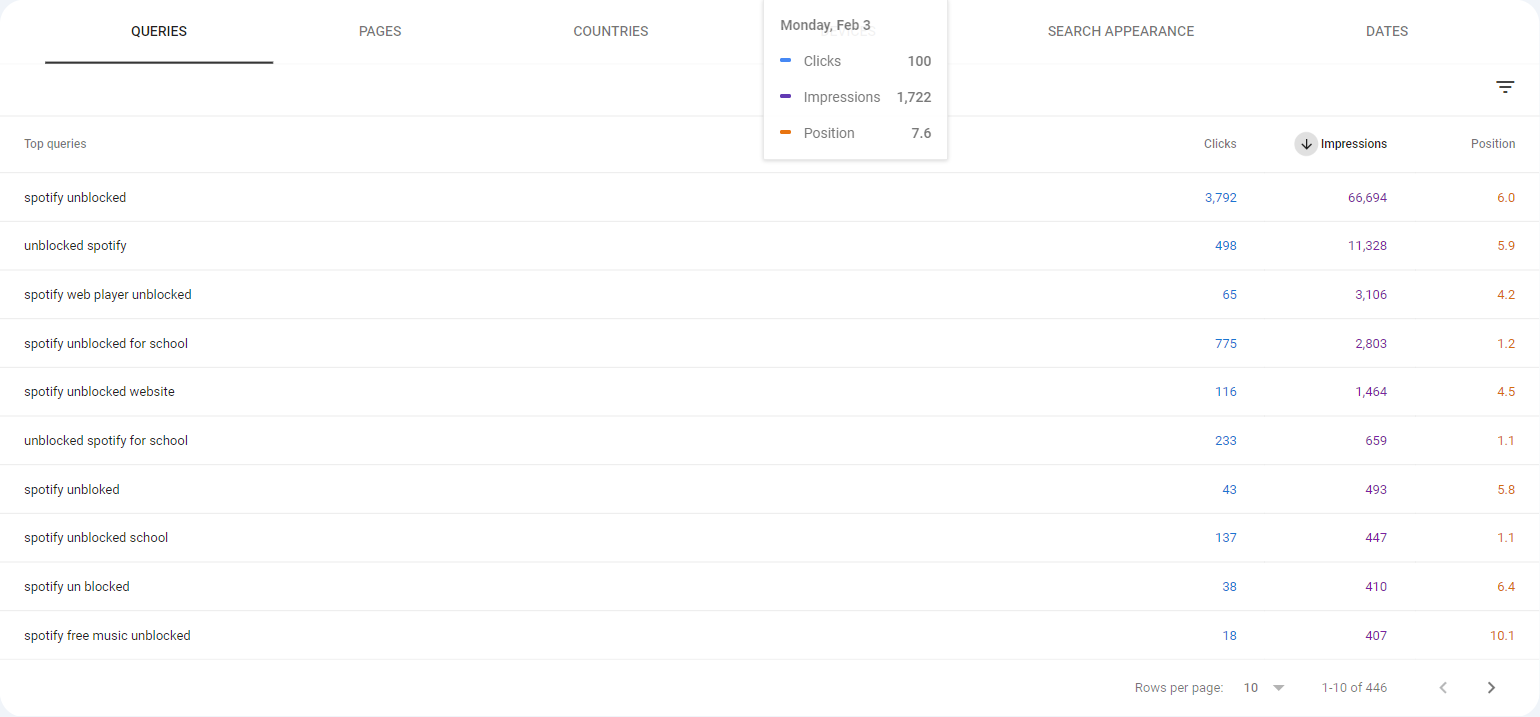 QUERIES PAGES COUNTRIES SEARCH APPEARANCE DATES
Monday, Feb 3
Clicks 100
Impressions 1,722
Position 7.6
Top queries Clicks Impressions Position
spotify unblocked 3,792 66,694 6.0
unblocked spotify 498 11,328 5.9
spotify web player unblocked 65 3,106 4.2
spotify unblocked for school 775 2,803 1.2
spotify unblocked website 116 1,464 4.5
unblocked spotify for school 233 659 1.1
spotify unbloked 43 493 5.8
spotify unblocked school 137 447 1.1
spotify un blocked 38 410 6.4
spotify free music unblocked 18 407 10.1
Rows per page: 10 1-10 of 446